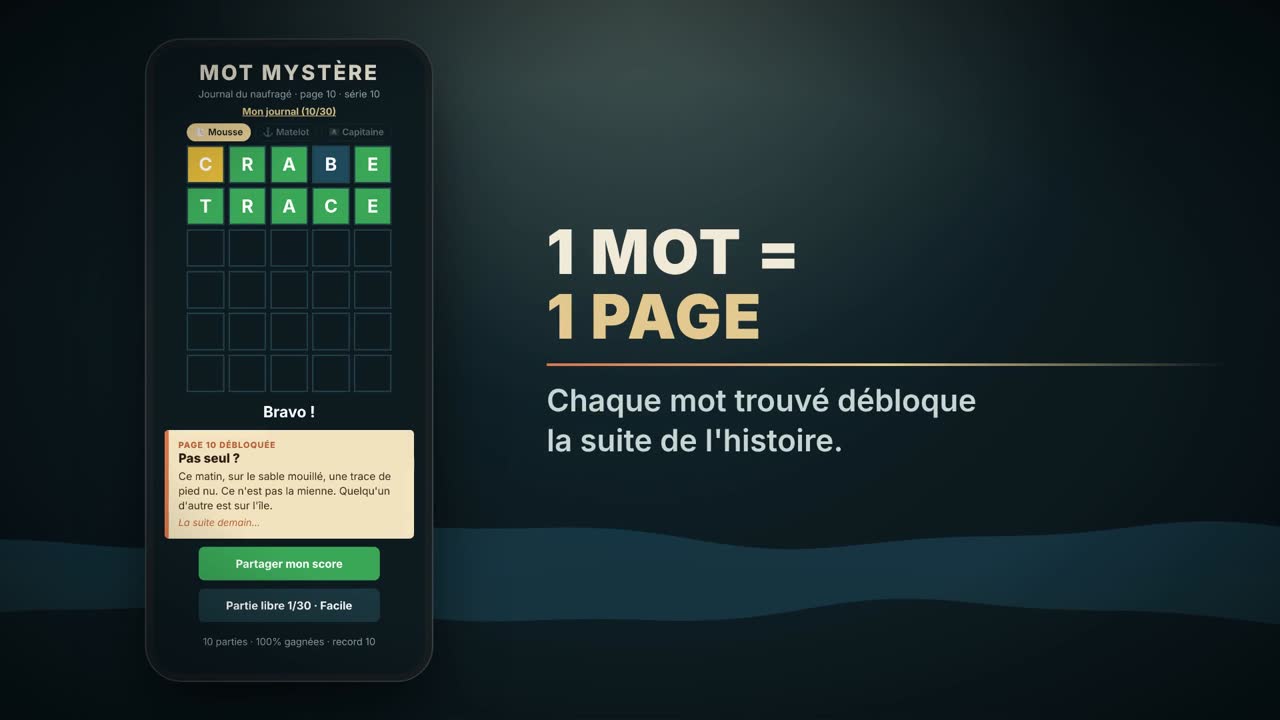 MOT MYSTÈRE
Journal du naufragé · page 10 · série 10
Mon journal (10/30)
Mousse Matelot Capitaine
C R A B E
T R A C E
Bravo !
PAGE 10 DÉBLOQUÉE
Pas seul ?
Ce matin, sur le sable mouillé, une trace de
pied nu. Ce n'est pas la mienne. Quelqu'un
d'autre est sur l'île.
La suite demain...
Partager mon score
Partie libre 1/30 · Facile
10 parties · 100% gagnées · record 10
1 MOT =
1 PAGE
Chaque mot trouvé débloque
la suite de l'histoire.